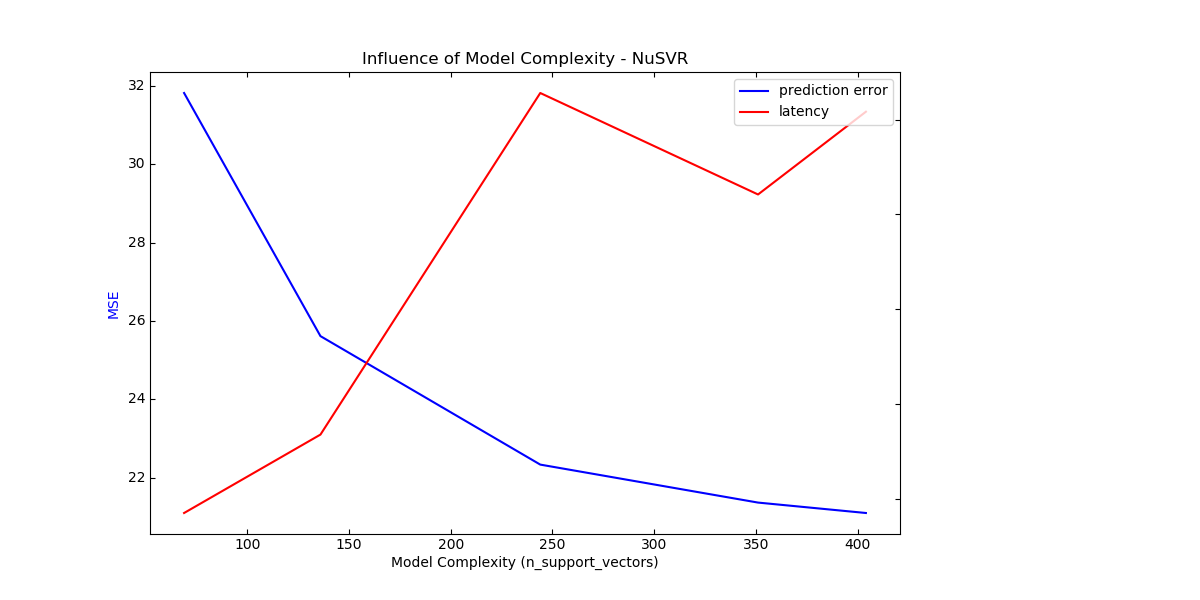 Influence of Model Complexity - NuSVR
prediction error
latency
32
30
28
26
24
22
MSE
100 150 200 250 300 350 400
Model Complexity (n_support_vectors)